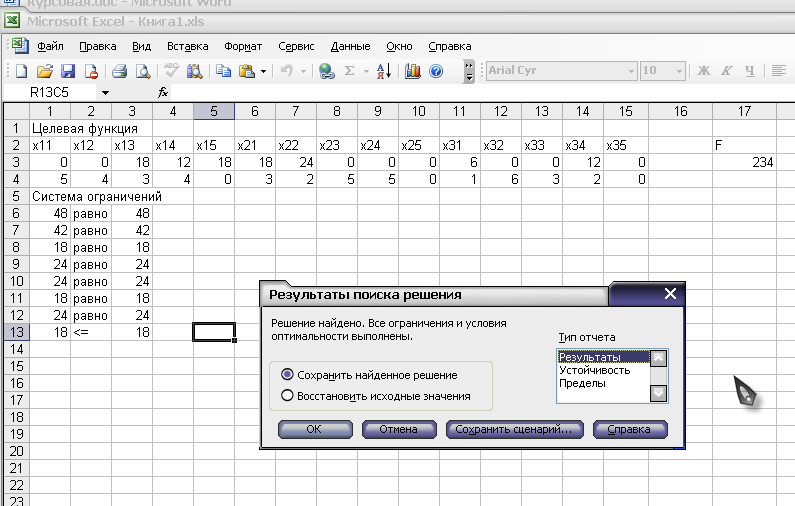 курсовая.doc - Microsoft Word
Microsoft Excel - Книга1.xls
Файл Правка Вид Вставка Формат Сервис Данные Окно Справка
Arial Cyr 10 Ж К Ч
R13C5 fx
1 2 3 4 5 6 7 8 9 10 11 12 13 14 15 16 17
1 Целевая функция
2 x11 x12 x13 x14 x15 x21 x22 x23 x24 x25 x31 x32 x33 x34 x35 F
3 0 0 18 12 18 18 24 0 0 0 6 0 0 12 0 234
4 5 4 3 4 0 3 2 5 5 0 1 6 3 2 0
5 Система ограничений
6 48 равно 48
7 42 равно 42
8 18 равно 18
9 24 равно 24
10 24 равно 24
11 18 равно 18
12 24 равно 24
13 18 <= 18
14
15
16
17
18
19
20
21
22
23
Результаты поиска решения
Решение найдено. Все ограничения и условия
оптимальности выполнены.
Тип отчета
Результаты
Устойчивость
Пределы
Сохранить найденное решение
Восстановить исходные значения
ОК Отмена Сохранить сценарий... Справка